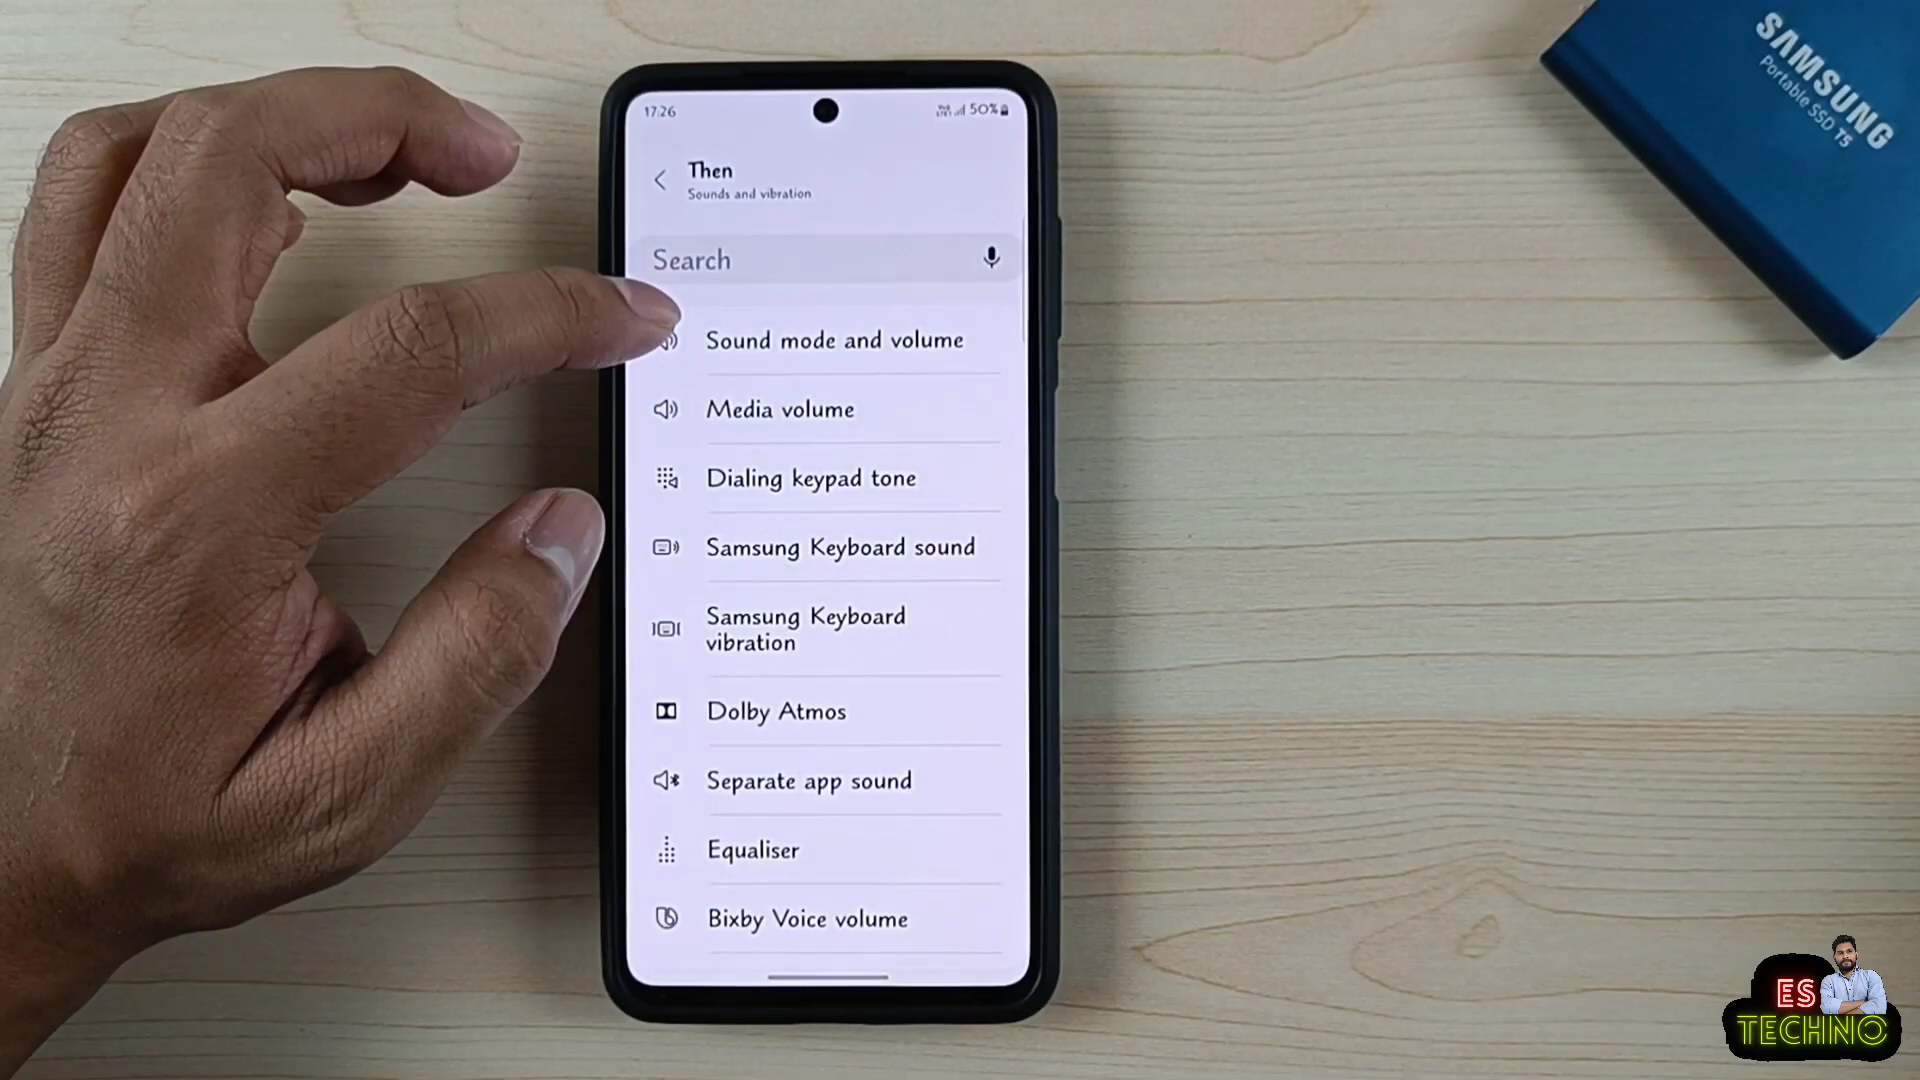 17:26
50%
Then
Sounds and vibration
Search
Sound mode and volume
Media volume
Dialing keypad tone
Samsung Keyboard sound
Samsung Keyboard
vibration
Dolby Atmos
Separate app sound
Equaliser
Bixby Voice volume
SAMSUNG
Portable SSD T5
ES
TECHNO